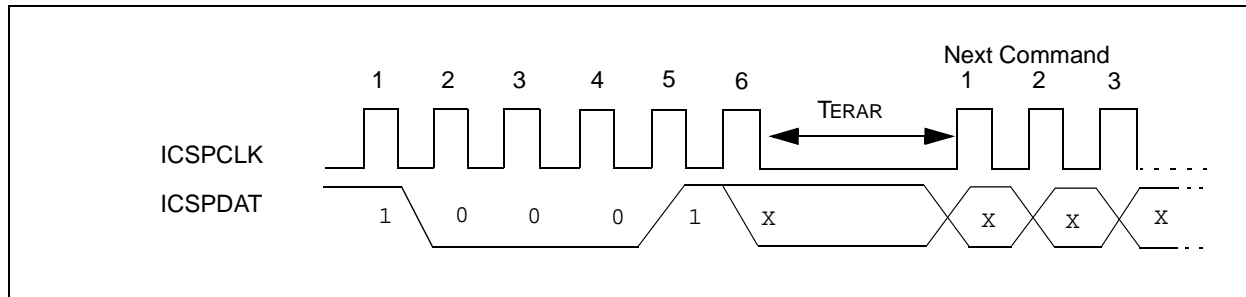 Next Command
1 2 3 4 5 6 1 2 3
TERAR
ICSPCLK
ICSPDAT
1 0 0 0 1 x x x x